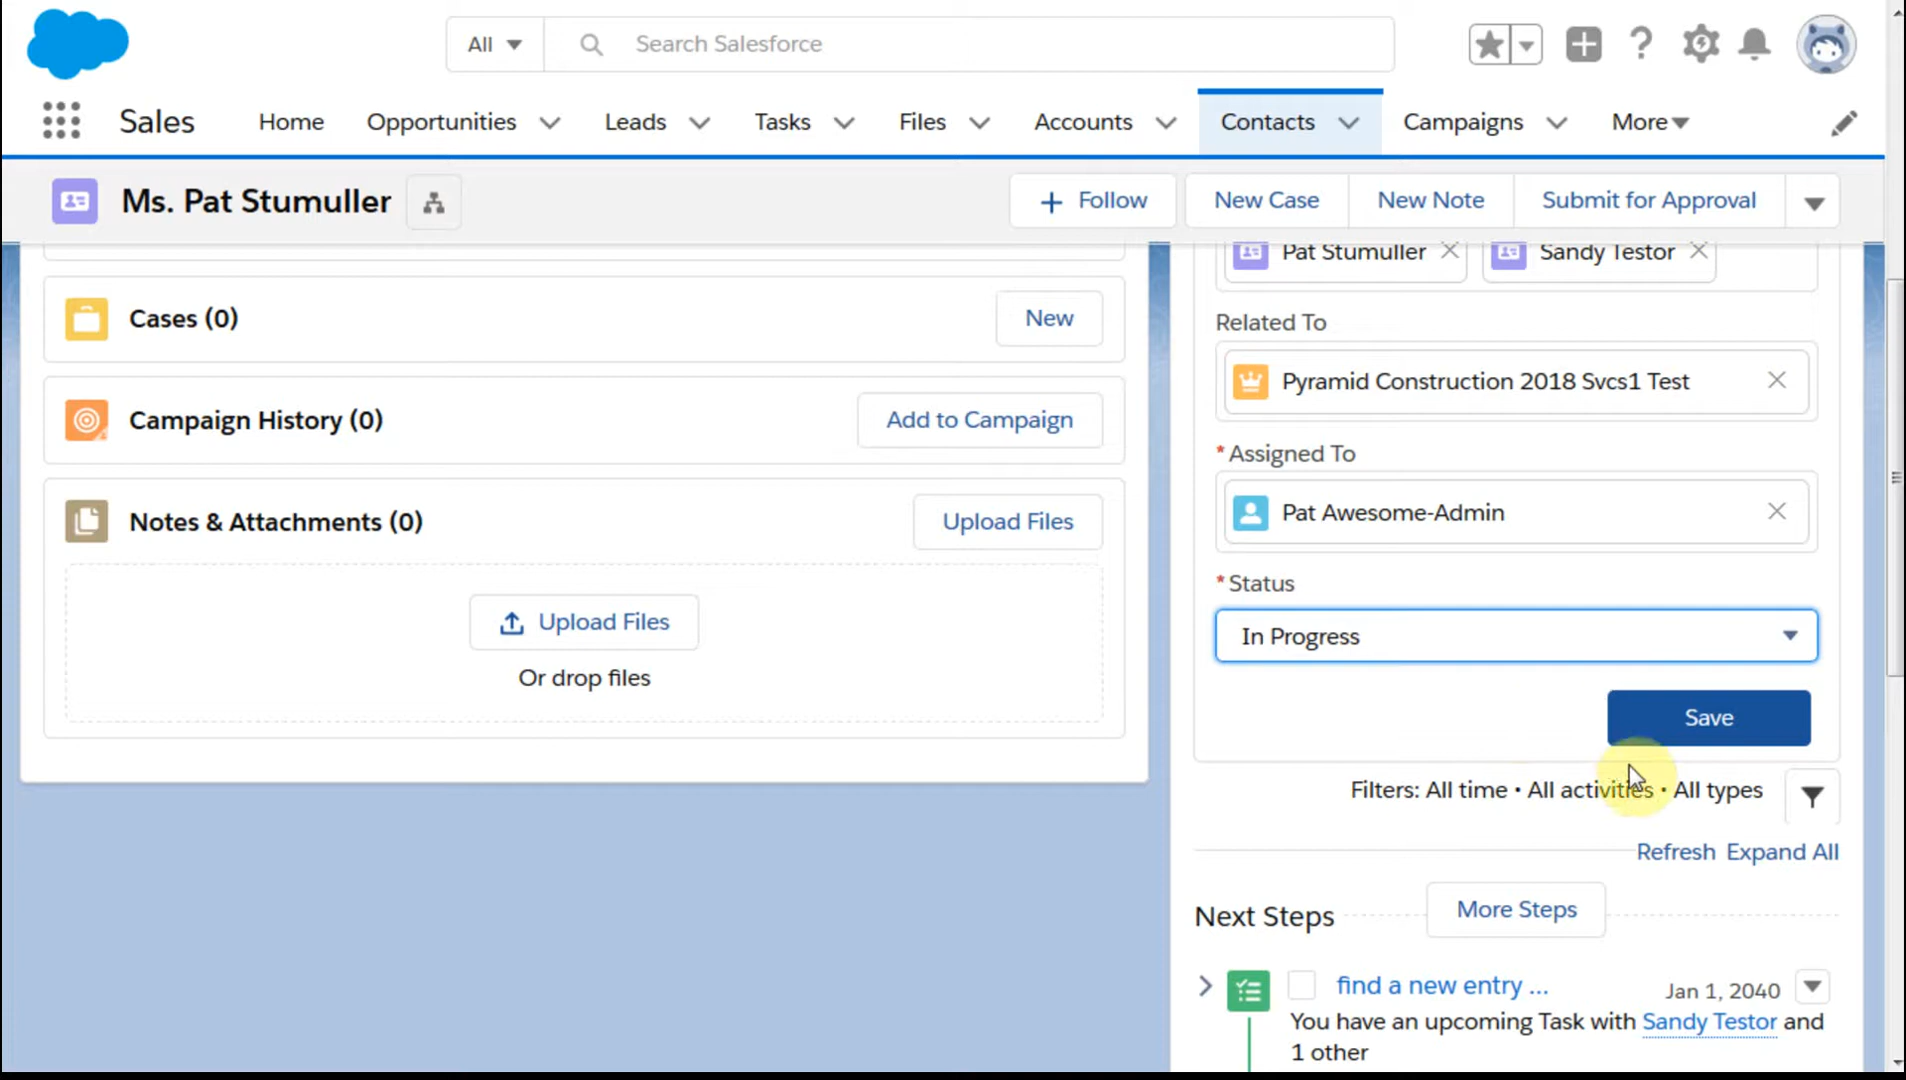 All
Search Salesforce
Sales
Home
Opportunities
Leads
Tasks
Files
Accounts
Contacts
Campaigns
More
Ms. Pat Stumuller
Follow
New Case
New Note
Submit for Approval
Cases (0)
New
Campaign History (0)
Add to Campaign
Notes & Attachments (0)
Upload Files
Upload Files
Or drop files
Pat Stumuller
Sandy Testor
Related To
Pyramid Construction 2018 Svcs1 Test
*Assigned To
Pat Awesome-Admin
*Status
In Progress
Save
Filters: All time • All activities • All types
Refresh Expand All
Next Steps
More Steps
find a new entry ...
Jan 1, 2040
You have an upcoming Task with Sandy Testor and
1 other